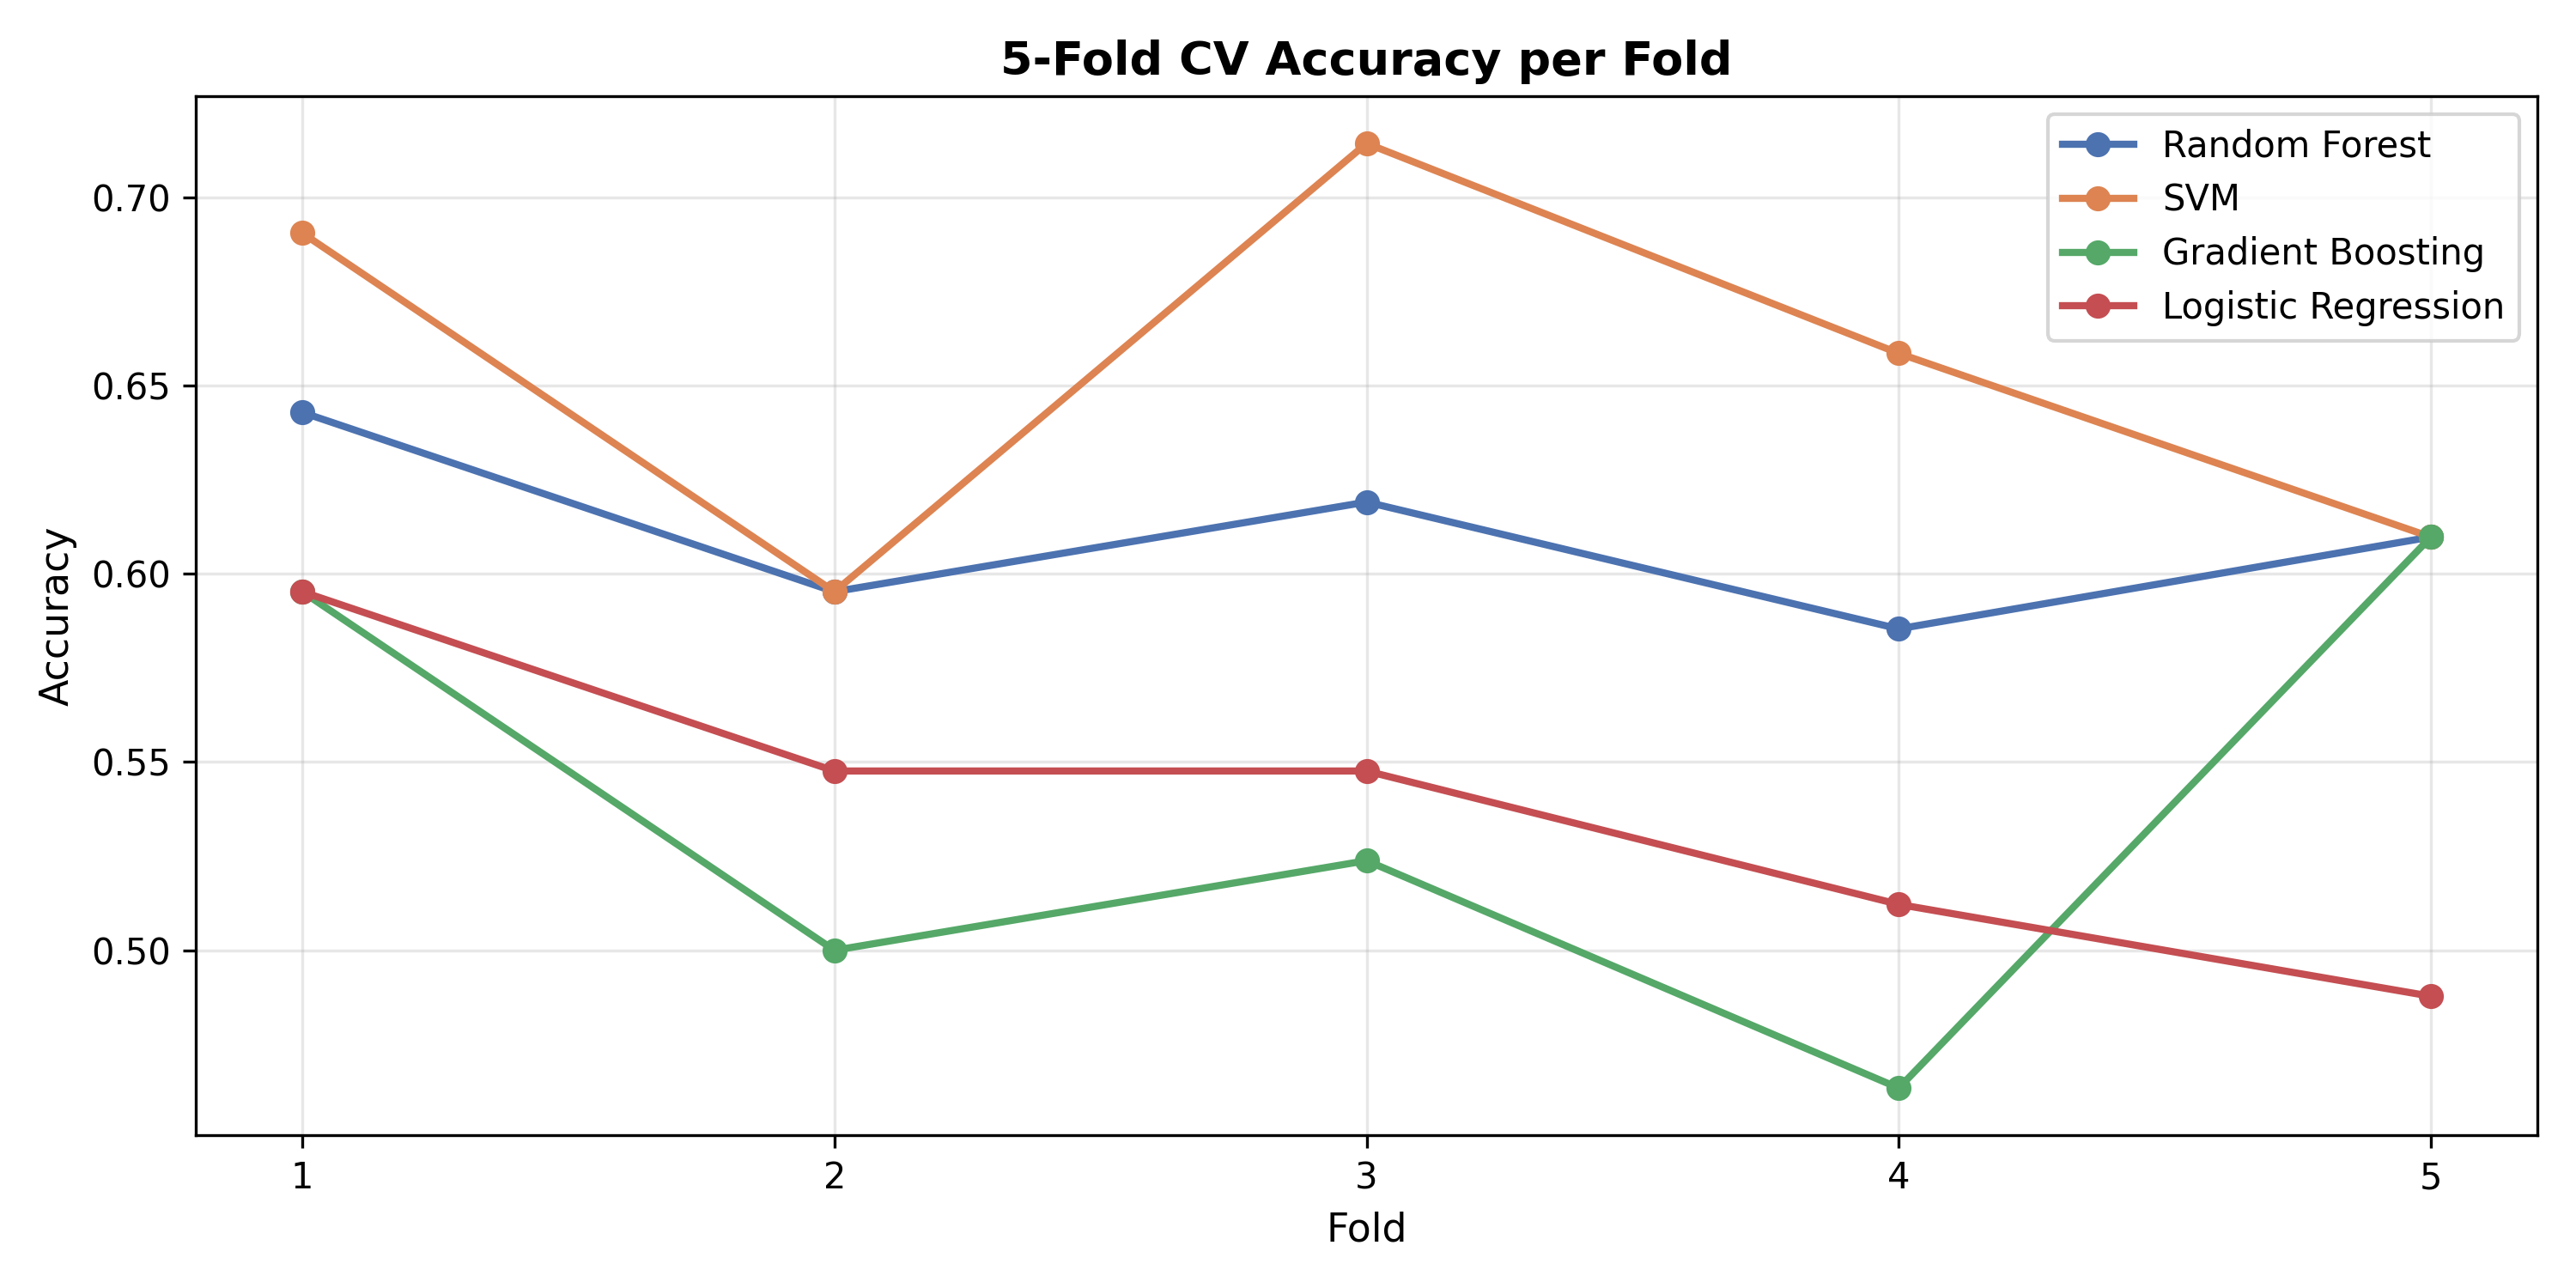 5-Fold CV Accuracy per Fold
Random Forest
SVM
Gradient Boosting
Logistic Regression
Accuracy
0.70
0.65
0.60
0.55
0.50
1 2 3 4 5
Fold